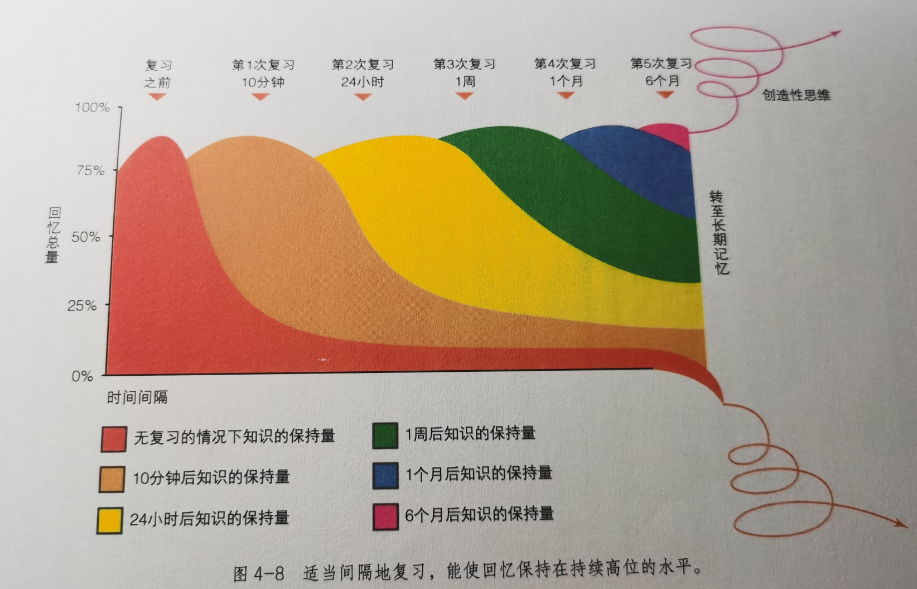 复习 第1次复习 第2次复习 第3次复习 第4次复习 第5次复习
之前 10分钟 24小时 1周 1个月 6个月
创造性思维
100%
75%
50%
25%
0%
回忆总量
转至长期记忆
时间间隔
无复习的情况下知识的保持量
10分钟后知识的保持量
24小时后知识的保持量
1周后知识的保持量
1个月后知识的保持量
6个月后知识的保持量
图 4-8 适当间隔地复习，能使回忆保持在持续高位的水平。